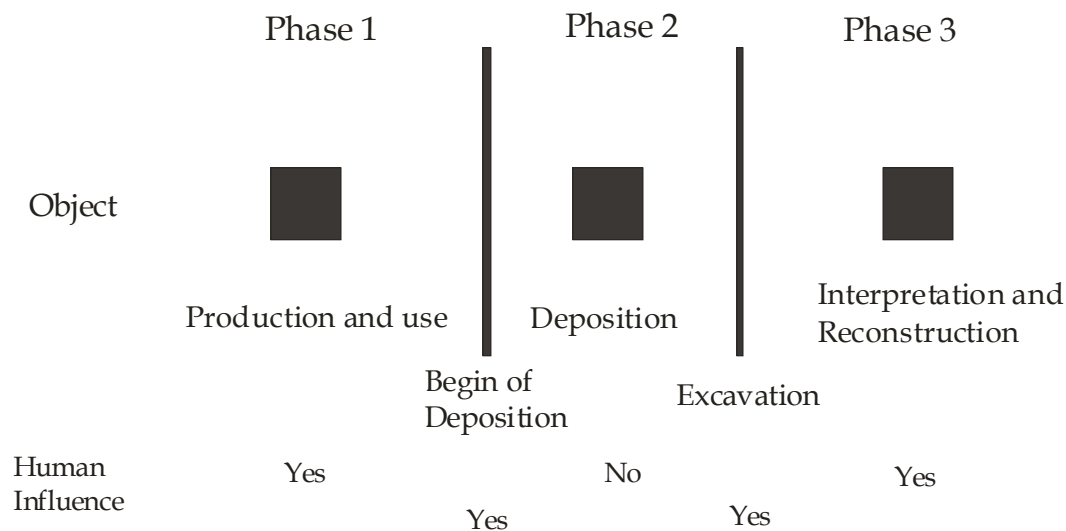 Phase 1
Phase 2
Phase 3
Object
Production and use
Deposition
Interpretation and
Reconstruction
Begin of
Deposition
Excavation
Human
Influence
Yes
No
Yes
Yes
Yes